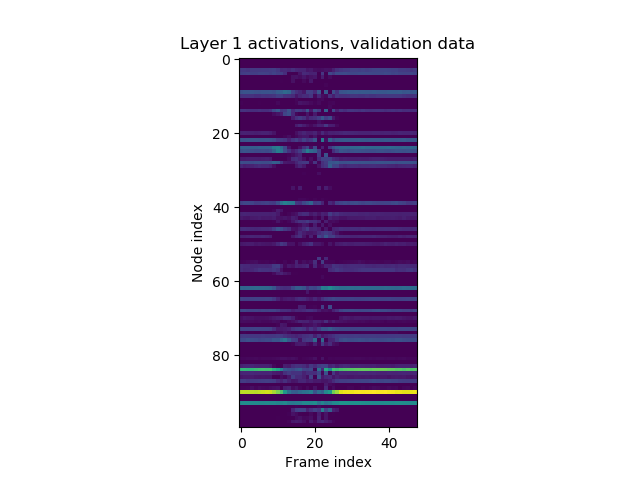 Layer 1 activations, validation data
0
20
40
60
80
Node index
0 20 40
Frame index